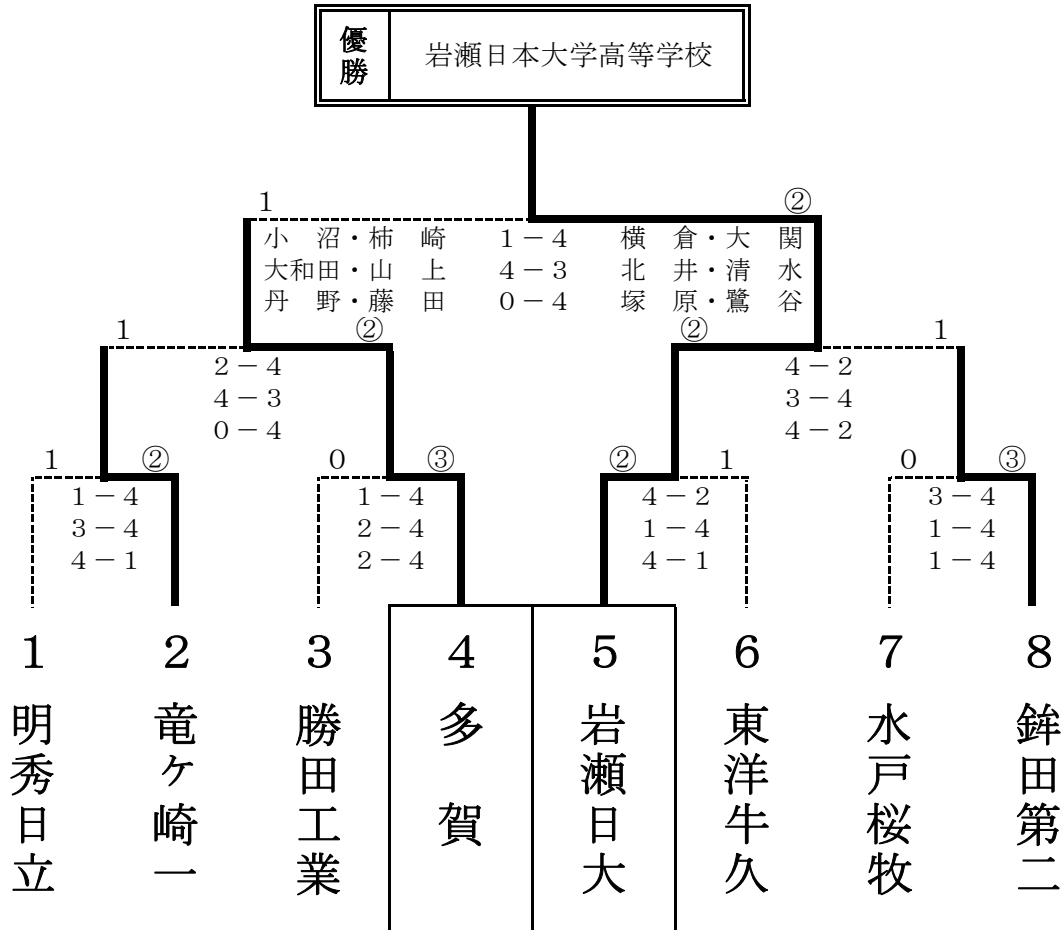 優勝 岩瀬日本大学高等学校
1 ②
小 沼・柿 崎 1－4 横 倉・大 関
大和田・山 上 4－3 北 井・清 水
丹 野・藤 田 0－4 塚 原・鷺 谷
1 ② ② 1
2－4 4－2
4－3 3－4
0－4 4－2
1 ② 0 ③ ② 1 0 ③
1－4 1－4 4－2 3－4
3－4 2－4 1－4 1－4
4－1 2－4 4－1 1－4
1 2 3 4 5 6 7 8
明秀日立
竜ケ崎一
勝田工業
多賀
岩瀬日大
東洋牛久
水戸桜牧
鉾田第二